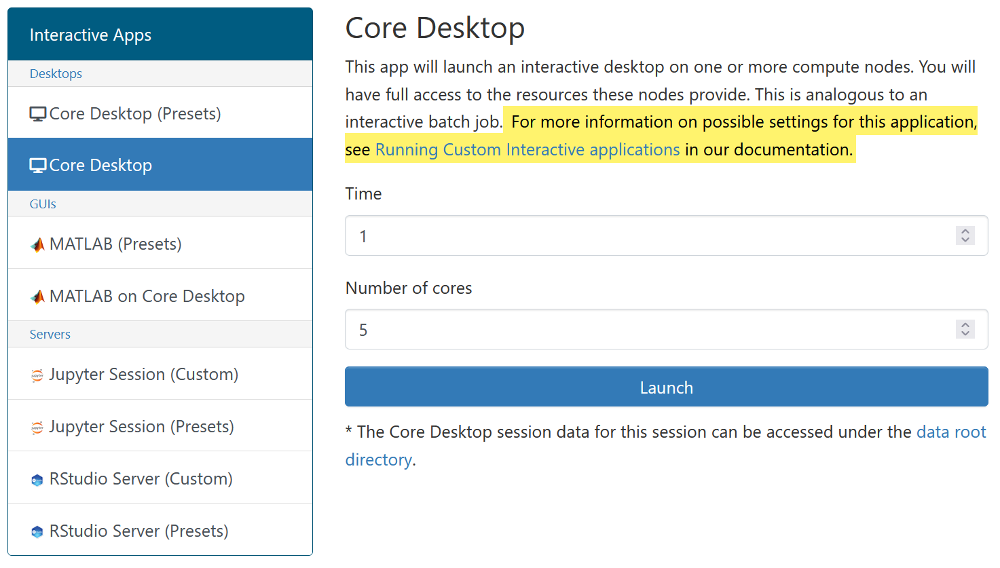 Interactive Apps
Desktops
Core Desktop (Presets)
Core Desktop
GUIs
MATLAB (Presets)
MATLAB on Core Desktop
Servers
Jupyter Session (Custom)
Jupyter Session (Presets)
RStudio Server (Custom)
RStudio Server (Presets)
Core Desktop
This app will launch an interactive desktop on one or more compute nodes. You will
have full access to the resources these nodes provide. This is analogous to an
interactive batch job. For more information on possible settings for this application,
see Running Custom Interactive applications in our documentation.
Time
1
Number of cores
5
Launch
* The Core Desktop session data for this session can be accessed under the data root
directory.